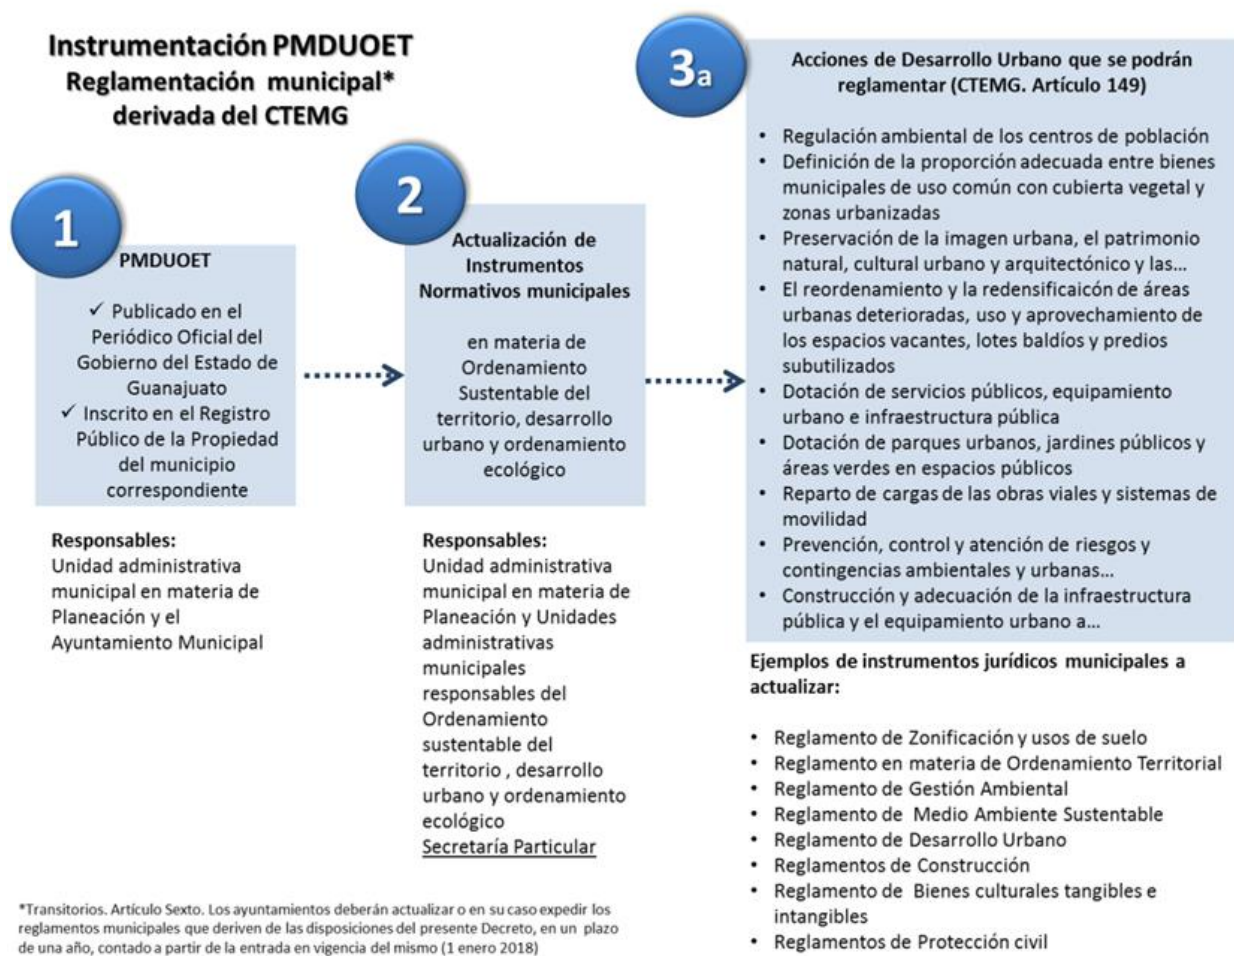 Instrumentación PMDUOET
Reglamentación municipal*
derivada del CTEMG
1
PMDUOET
✓ Publicado en el
Periódico Oficial del
Gobierno del Estado de
Guanajuato
✓ Inscrito en el Registro
Público de la Propiedad
del municipio
correspondiente
Responsables:
Unidad administrativa
municipal en materia de
Planeación y el
Ayuntamiento Municipal
2
Actualización de
Instrumentos
Normativos municipales
en materia de
Ordenamiento
Sustentable del
territorio, desarrollo
urbano y ordenamiento
ecológico
Responsables:
Unidad administrativa
municipal en materia de
Planeación y Unidades
administrativas
municipales
responsables del
Ordenamiento
sustentable del
territorio , desarrollo
urbano y ordenamiento
ecológico
Secretaría Particular
3a
Acciones de Desarrollo Urbano que se podrán
reglamentar (CTEMG. Artículo 149)
• Regulación ambiental de los centros de población
• Definición de la proporción adecuada entre bienes
municipales de uso común con cubierta vegetal y
zonas urbanizadas
• Preservación de la imagen urbana, el patrimonio
natural, cultural urbano y arquitectónico y las…
• El reordenamiento y la redensificaicón de áreas
urbanas deterioradas, uso y aprovechamiento de
los espacios vacantes, lotes baldíos y predios
subutilizados
• Dotación de servicios públicos, equipamiento
urbano e infraestructura pública
• Dotación de parques urbanos, jardines públicos y
áreas verdes en espacios públicos
• Reparto de cargas de las obras viales y sistemas de
movilidad
• Prevención, control y atención de riesgos y
contingencias ambientales y urbanas…
• Construcción y adecuación de la infraestructura
pública y el equipamiento urbano a…
Ejemplos de instrumentos jurídicos municipales a
actualizar:
• Reglamento de Zonificación y usos de suelo
• Reglamento en materia de Ordenamiento Territorial
• Reglamento de Gestión Ambiental
• Reglamento de Medio Ambiente Sustentable
• Reglamento de Desarrollo Urbano
• Reglamentos de Construcción
• Reglamento de Bienes culturales tangibles e
intangibles
• Reglamentos de Protección civil
*Transitorios. Artículo Sexto. Los ayuntamientos deberán actualizar o en su caso expedir los
reglamentos municipales que deriven de las disposiciones del presente Decreto, en un plazo
de una año, contado a partir de la entrada en vigencia del mismo (1 enero 2018)